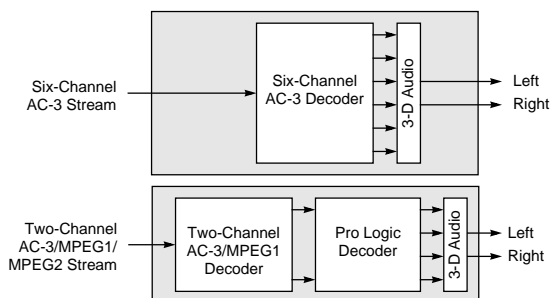 Six-Channel
AC-3 Stream
Six-Channel
AC-3 Decoder
3-D Audio
Left
Right
Two-Channel
AC-3/MPEG1/
MPEG2 Stream
Two-Channel
AC-3/MPEG1
Decoder
Pro Logic
Decoder
3-D Audio
Left
Right